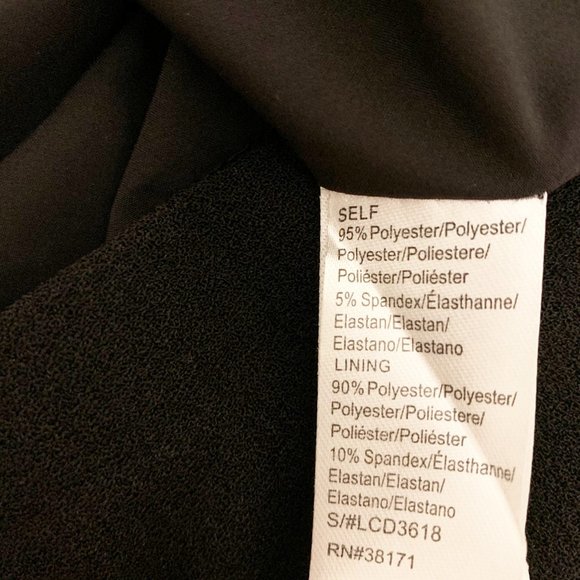 SELF
95% Polyester/Polyester/
Polyester/Poliestere/
Poliéster/Poliéster
5% Spandex/Élasthanne/
Elastan/Elastan/
Elastano/Elastano
LINING
90% Polyester/Polyester/
Polyester/Poliestere/
Poliéster/Poliéster
10% Spandex/Élasthanne/
Elastan/Elastan/
Elastano/Elastano
S/#LCD3618
RN#38171